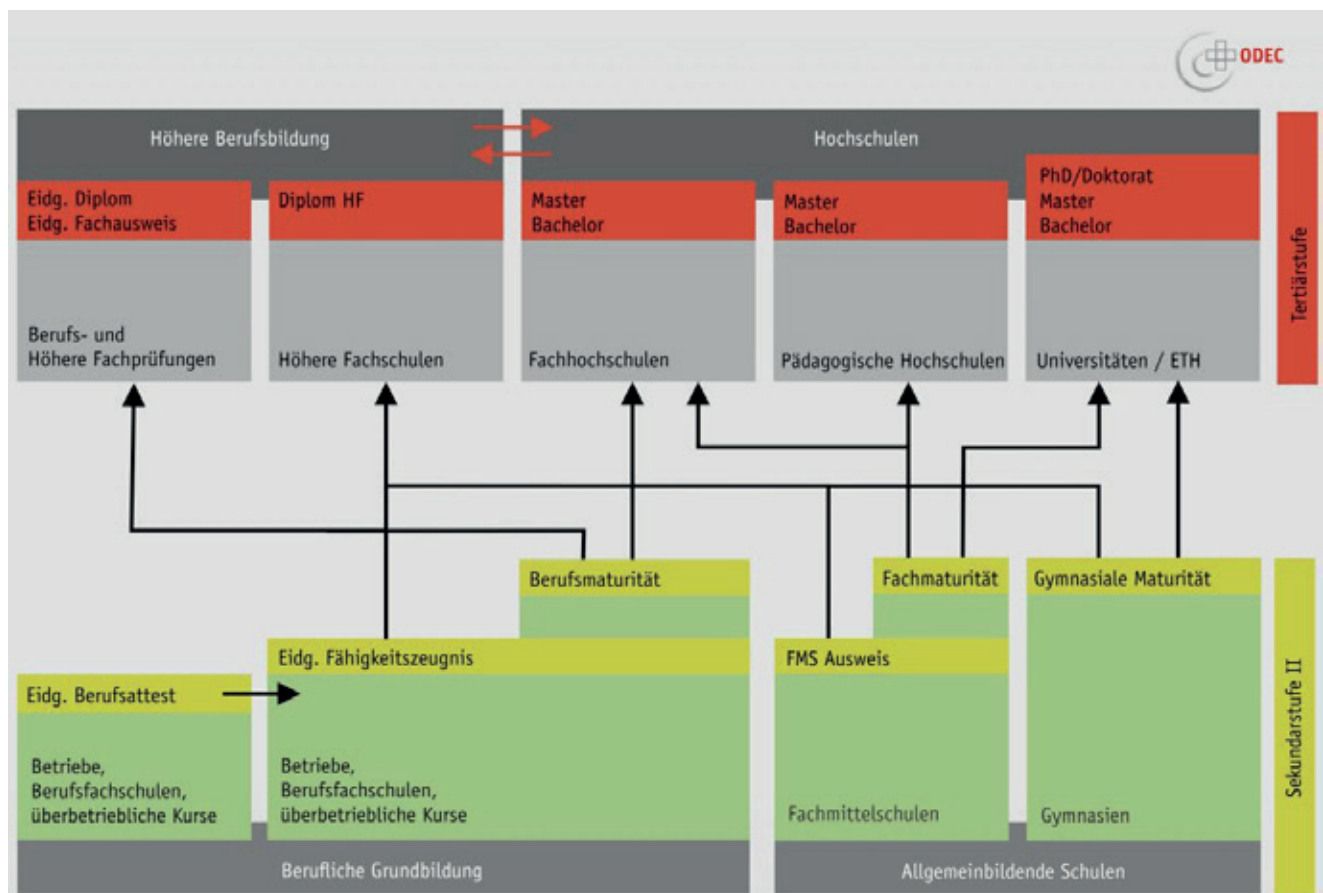 ODEC
Höhere Berufsbildung
Hochschulen
Eidg. Diplom
Eidg. Fachausweis
Diplom HF
Master
Bachelor
Master
Bachelor
PhD/Doktorat
Master
Bachelor
Tertiärstufe
Berufs- und
Höhere Fachprüfungen
Höhere Fachschulen
Fachhochschulen
Pädagogische Hochschulen
Universitäten / ETH
Berufsmaturität
Fachmaturität
Gymnasiale Maturität
Eidg. Fähigkeitszeugnis
FMS Ausweis
Eidg. Berufsattest
Sekundarstufe II
Betriebe,
Berufsfachschulen,
überbetriebliche Kurse
Betriebe,
Berufsfachschulen,
überbetriebliche Kurse
Fachmittelschulen
Gymnasien
Berufliche Grundbildung
Allgemeinbildende Schulen